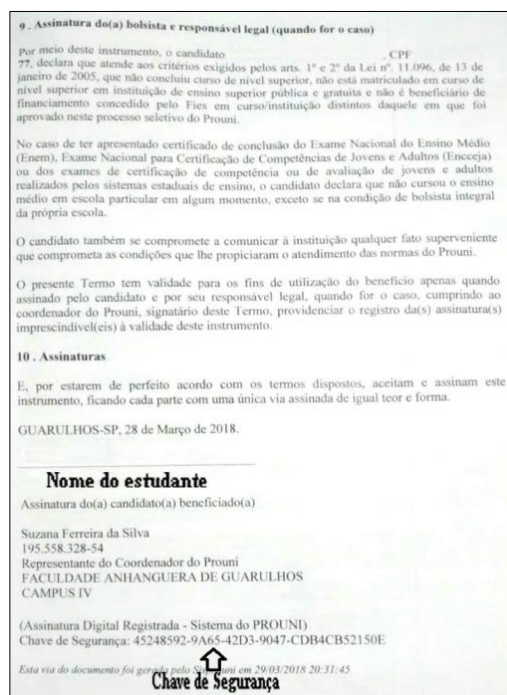 9 . Assinatura do(a) bolsista e responsável legal (quando for o caso)
Por meio deste instrumento, o candidato , CPF
77, declara que atende aos critérios exigidos pelos arts. 1º e 2º da Lei nº. 11.096, de 13 de
janeiro de 2005, que não concluiu curso de nível superior, não está matriculado em curso de
nível superior em instituição de ensino superior pública e gratuita e não é beneficiário de
financiamento concedido pelo Fies em curso/instituição distintos daquele em que foi
aprovado neste processo seletivo do Prouni.
No caso de ter apresentado certificado de conclusão do Exame Nacional do Ensino Médio
(Enem), Exame Nacional para Certificação de Competências de Jovens e Adultos (Encceja)
ou dos exames de certificação de competência ou de avaliação de jovens e adultos
realizados pelos sistemas estaduais de ensino, o candidato declara que não cursou o ensino
médio em escola particular em algum momento, exceto se na condição de bolsista integral
da própria escola.
O candidato também se compromete a comunicar à instituição qualquer fato superveniente
que comprometa as condições que lhe propiciaram o atendimento das normas do Prouni.
O presente Termo tem validade para os fins de utilização do benefício apenas quando
assinado pelo candidato e por seu responsável legal, quando for o caso, cumprindo ao
coordenador do Prouni, signatário deste Termo, providenciar o registro da(s) assinatura(s)
imprescindível(eis) à validade deste instrumento.
10 . Assinaturas
E, por estarem de perfeito acordo com os termos dispostos, aceitam e assinam este
instrumento, ficando cada parte com uma única via assinada de igual teor e forma.
GUARULHOS-SP, 28 de Março de 2018.
Nome do estudante
Assinatura do(a) candidato(a) beneficiado(a)
Suzana Ferreira da Silva
195.558.328-54
Representante do Coordenador do Prouni
FACULDADE ANHANGUERA DE GUARULHOS
CAMPUS IV
(Assinatura Digital Registrada - Sistema do PROUNI)
Chave de Segurança: 45248592-9A65-42D3-9047-CDB4CB52150E
Esta via do documento foi gerada pelo em 29/03/2018 20:31:45
Chave de Segurança